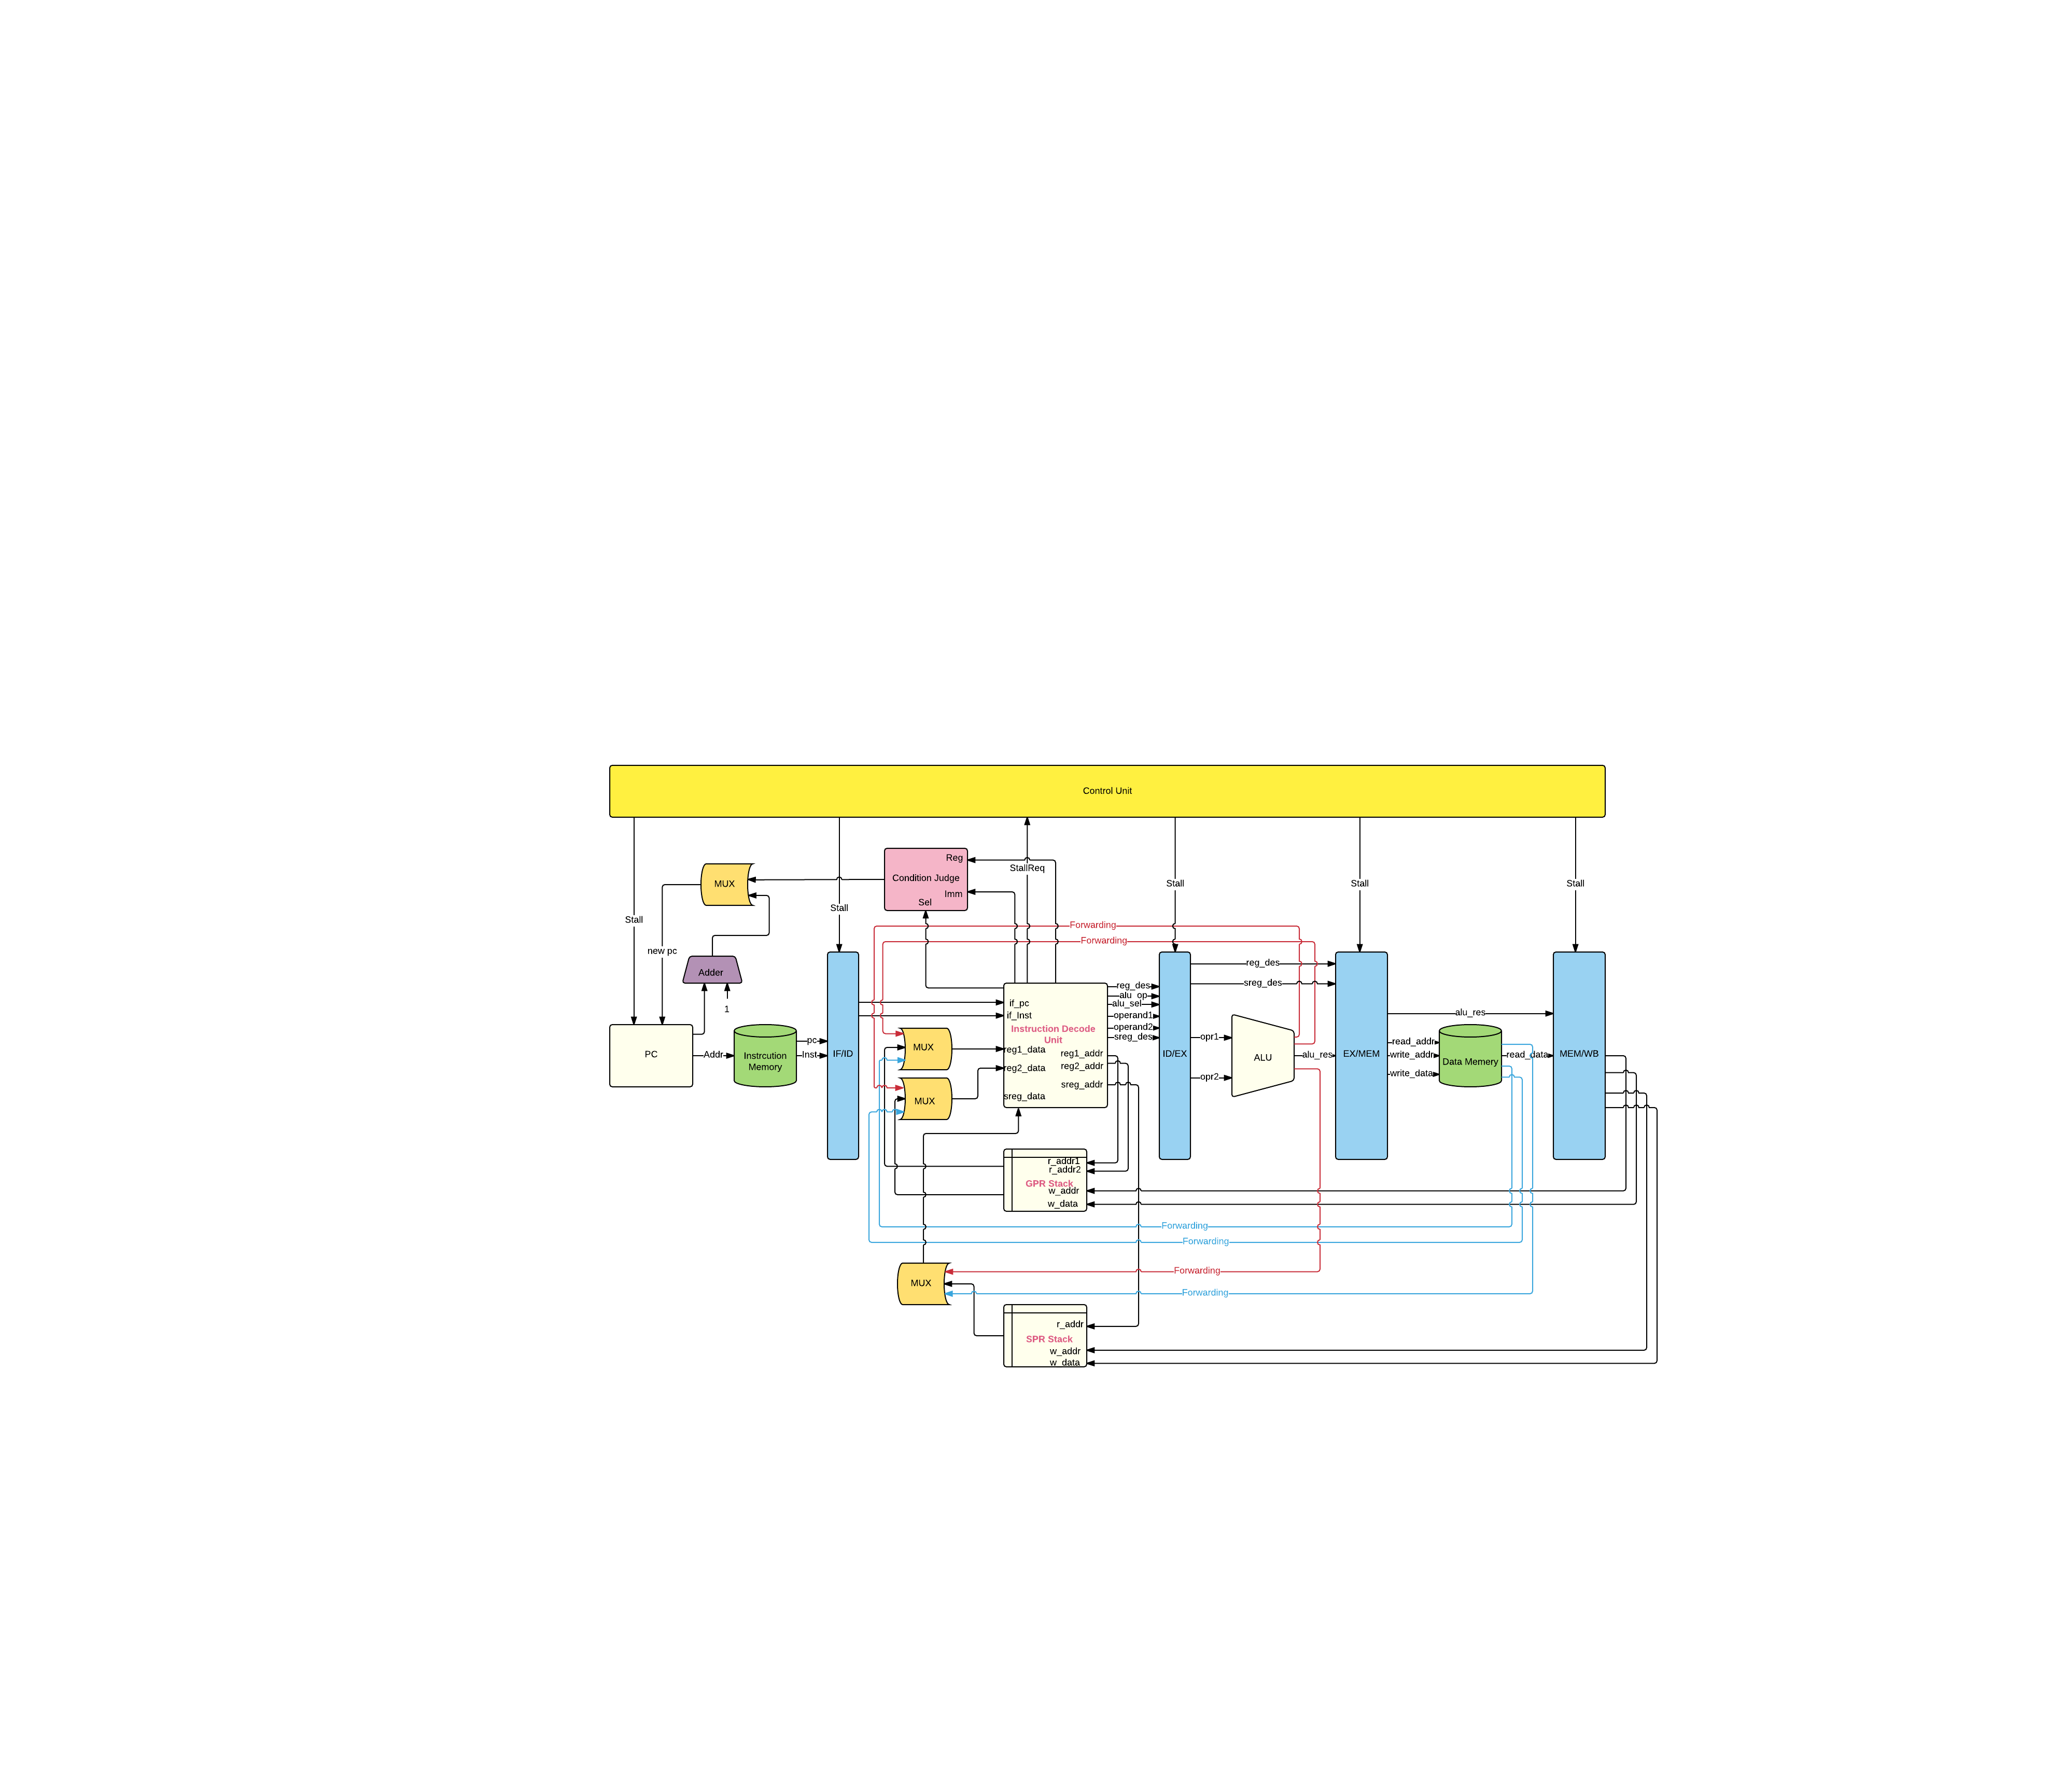 Control Unit
Stall
new pc
Stall
StallReq
Stall
Stall
Stall
MUX
Reg
Condition Judge
Imm
Sel
Forwarding
Forwarding
Adder
1
PC
Addr
Instrcution
Memory
pc
Inst
IF/ID
MUX
MUX
if_pc
if_Inst
Instruction Decode
Unit
reg1_data
reg2_data
sreg_data
reg1_addr
reg2_addr
sreg_addr
reg_des
alu_op
alu_sel
operand1
operand2
sreg_des
ID/EX
reg_des
sreg_des
opr1
opr2
ALU
alu_res
EX/MEM
alu_res
read_addr
write_addr
write_data
Data Memery
read_data
MEM/WB
r_addr1
r_addr2
GPR Stack
w_addr
w_data
Forwarding
Forwarding
MUX
Forwarding
Forwarding
r_addr
SPR Stack
w_addr
w_data